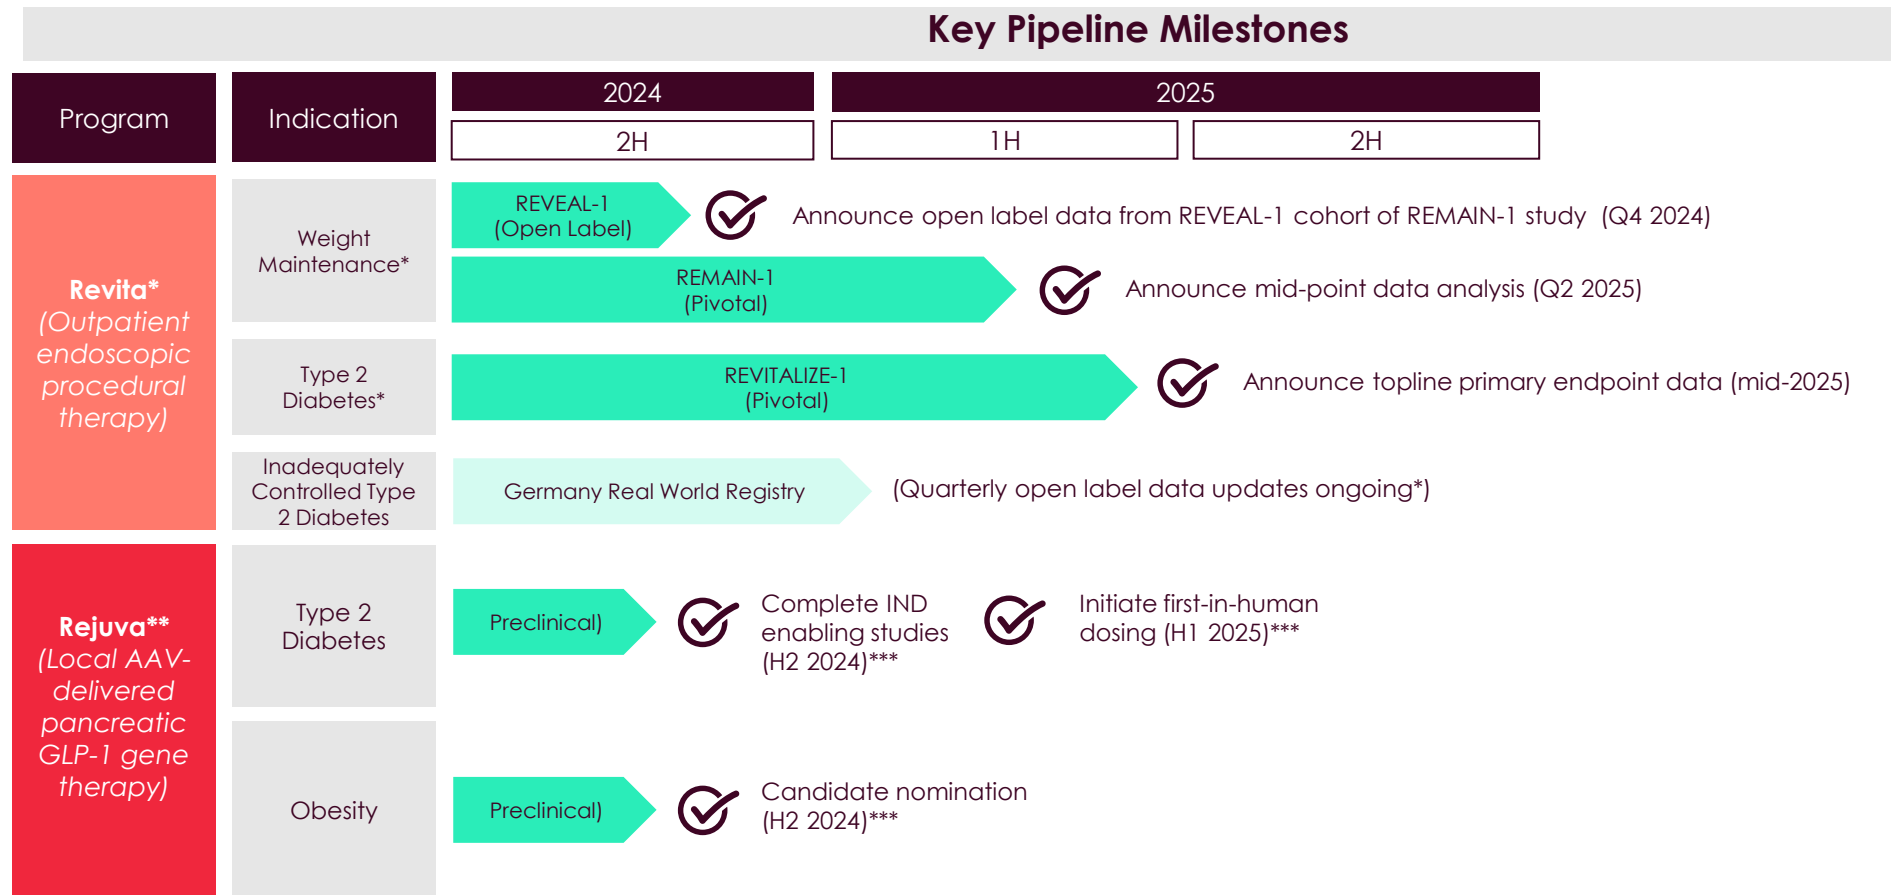 Key Pipeline Milestones
Program
Indication
2024
2025
2H
1H
2H
Revita*
(Outpatient
endoscopic
procedural
therapy)
Weight
Maintenance*
REVEAL-1
(Open Label)
Announce open label data from REVEAL-1 cohort of REMAIN-1 study (Q4 2024)
REMAIN-1
(Pivotal)
Announce mid-point data analysis (Q2 2025)
Type 2
Diabetes*
REVITALIZE-1
(Pivotal)
Announce topline primary endpoint data (mid-2025)
Inadequately
Controlled Type
2 Diabetes
Germany Real World Registry
(Quarterly open label data updates ongoing*)
Rejuva**
(Local AAV-
delivered
pancreatic
GLP-1 gene
therapy)
Type 2
Diabetes
Preclinical)
Complete IND
enabling studies
(H2 2024)***
Initiate first-in-human
dosing (H1 2025)***
Obesity
Preclinical)
Candidate nomination
(H2 2024)***